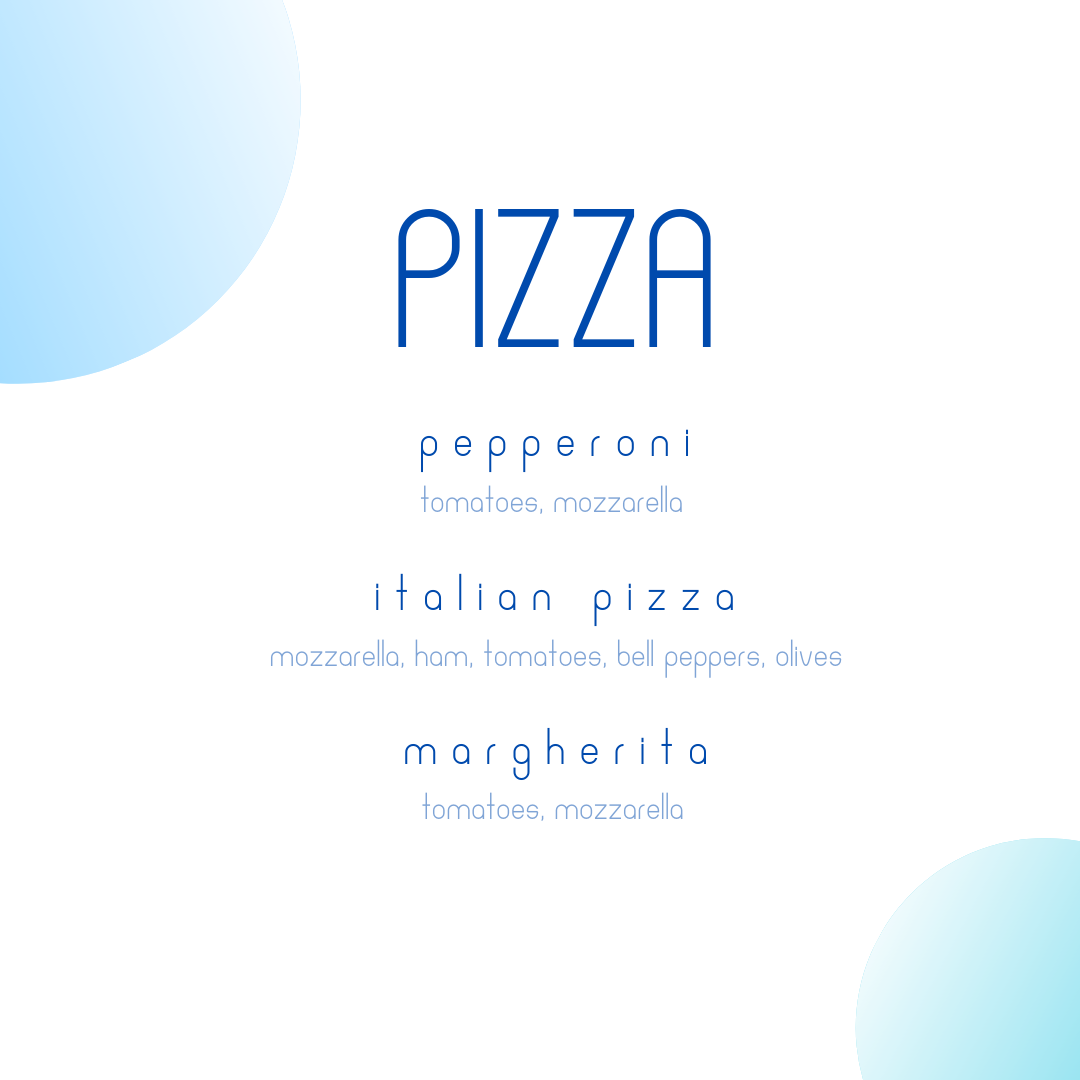 PIZZA
pepperoni
tomatoes, mozzarella
italian pizza
mozzarella, ham, tomatoes, bell peppers, olives
margherita
tomatoes, mozzarella